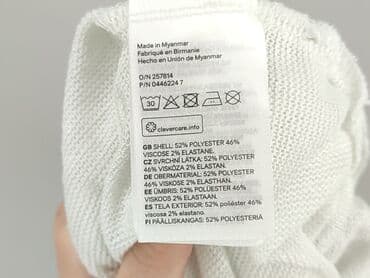 Made in Myanmar
Fabriqué en Birmanie
Hecho en Unión de Myanmar
O/N 257814
P/N 0446224 7
30
clevercare.info
GB SHELL: 52% POLYESTER 46%
VISCOSE 2% ELASTANE.
CZ SVRCHNÍ LÁTKA: 52% POLYESTER
46% VISKÓZA 2% ELASTAN.
DE OBERMATERIAL: 52% POLYESTER
46% VISKOSE 2% ELASTHAN.
EE ÜMBRIS: 52% POLÜESTER 46%
VISKOOS 2% ELASTAAN.
ES TELA EXTERIOR: 52% poliéster 46%
viscosa 2% elastano.
FI PÄÄLLISKANGAS: 52% POLYESTERIÄ